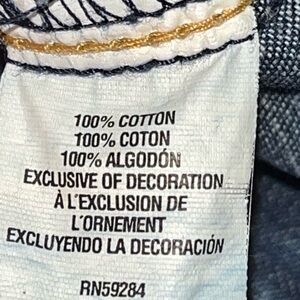 100% COTTON
100% COTON
100% ALGODÓN
EXCLUSIVE OF DECORATION
À L'EXCLUSION DE
L'ORNEMENT
EXCLUYENDO LA DECORACIÓN
RN59284